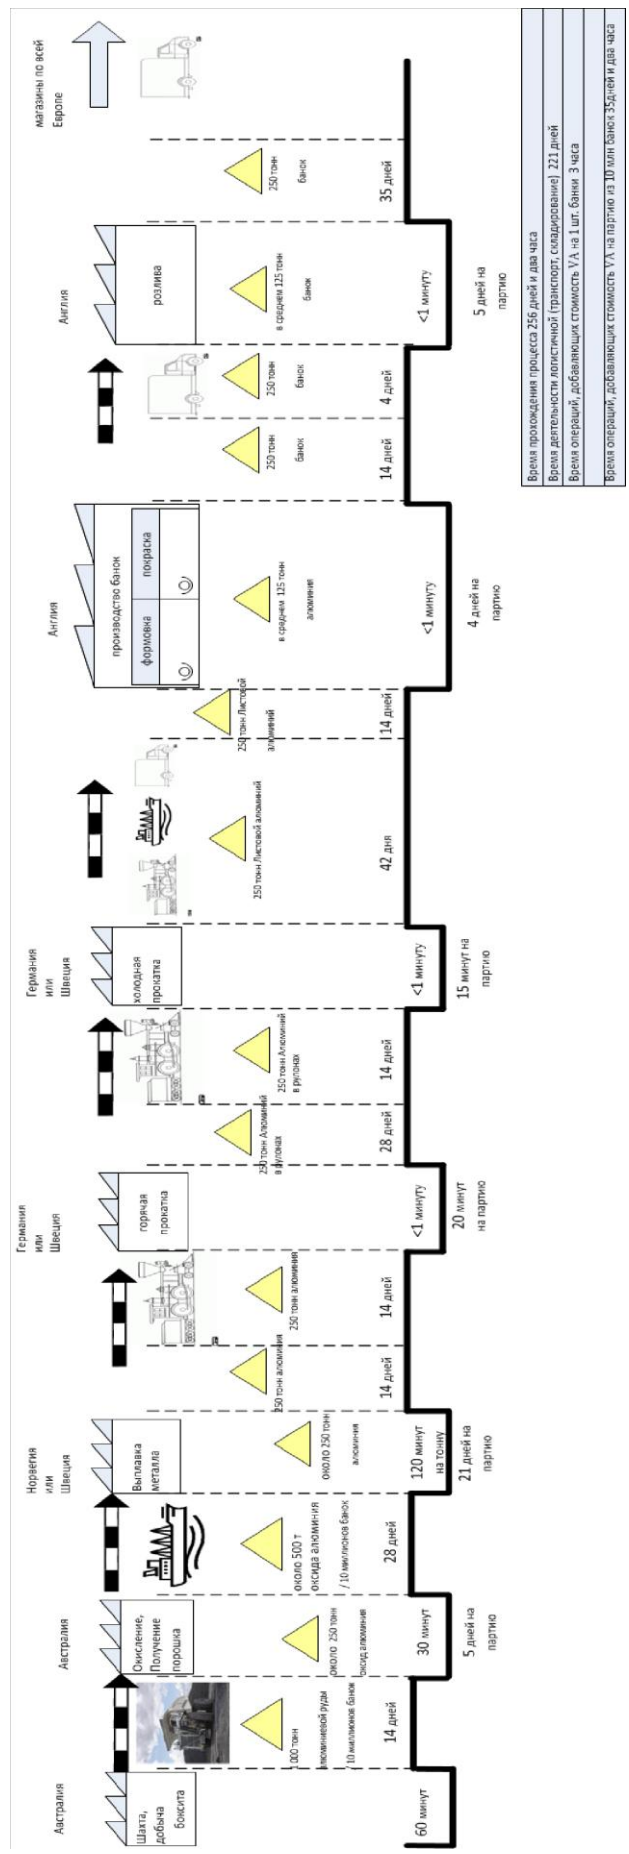 Австралия
Шахта,
добыча
боксита
60 минут
1 000 тонн
алюминиевой руды
/ 10 миллионов банок
14 дней
Австралия
Окисление,
Получение
порошка
около 250 тонн
оксид алюминия
30 минут
5 дней на
партию
около 500 т
оксида алюминия
/ 10 миллионов банок
28 дней
Норвегия
или
Швеция
Выплавка
металла
около 250 тонн
алюминия
120 минут
на тонну
21 дней на
партию
250 тонн алюминия
14 дней
250 тонн алюминия
14 дней
Германия
или
Швеция
горячая
прокатка
<1 минуту
20 минут
на партию
250 тонн Алюминий
в рулонах
28 дней
250 тонн Алюминий
в рулонах
14 дней
Германия
или
Швеция
холодная
прокатка
<1 минуту
15 минут на
партию
250 тонн Листовой алюминий
42 дня
250 тонн Листовой
алюминий
14 дней
Англия
производство банок
формовка
покраска
в среднем 125 тонн
алюминия
<1 минуту
4 дней на
партию
250 тонн
банок
14 дней
250 тонн
банок
4 дней
Англия
розлива
в среднем 125 тонн
банок
<1 минуту
5 дней на
партию
250 тонн
банок
35 дней
магазины по всей
Европе
Время прохождения процесса 256 дней и два часа
Время деятельности логистичной (транспорт, складирование) 221 дней
Время операций, добавляющих стоимость VA на 1 шт. банки 3 часа
Время операций, добавляющих стоимость VA на партию из 10 млн банок 35дней и два часа